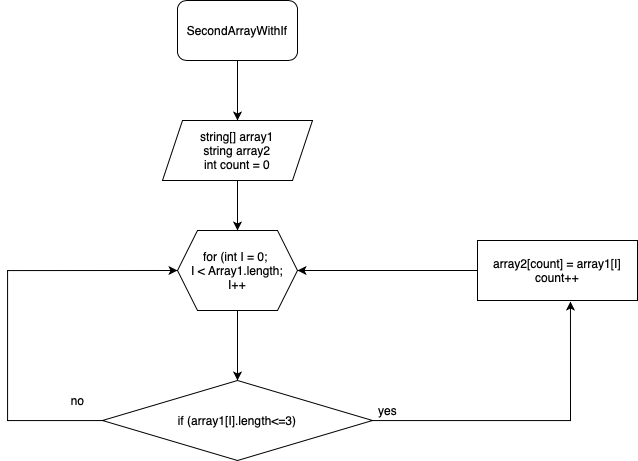 SecondArrayWithIf
string[] array1
string array2
int count = 0
for (int I = 0;
I < Array1.length;
I++
array2[count] = array1[I]
count++
no
yes
if (array1[I].length<=3)